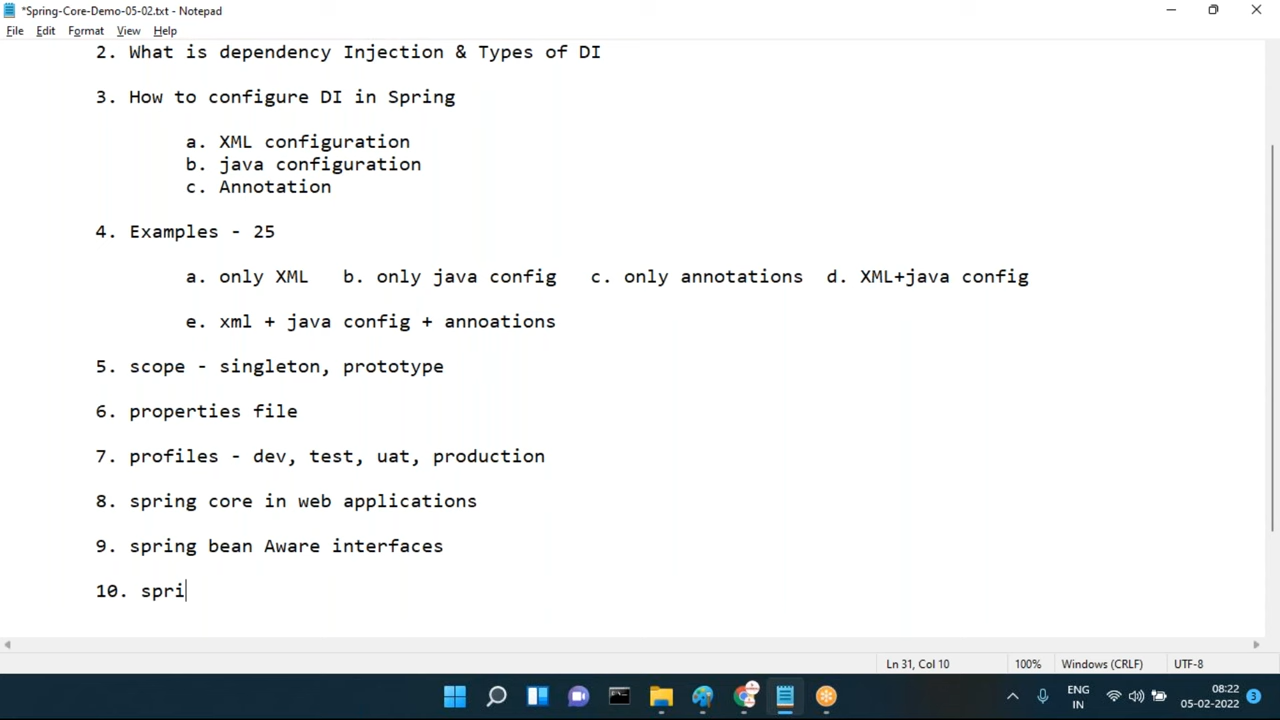 *Spring-Core-Demo-05-02.txt - Notepad
File Edit Format View Help
2. What is dependency Injection & Types of DI
3. How to configure DI in Spring
a. XML configuration
b. java configuration
c. Annotation
4. Examples - 25
a. only XML b. only java config c. only annotations d. XML+java config
e. xml + java config + annoations
5. scope - singleton, prototype
6. properties file
7. profiles - dev, test, uat, production
8. spring core in web applications
9. spring bean Aware interfaces
10. spri
Ln 31, Col 10 100% Windows (CRLF) UTF-8
ENG 08:22
IN 05-02-2022 3